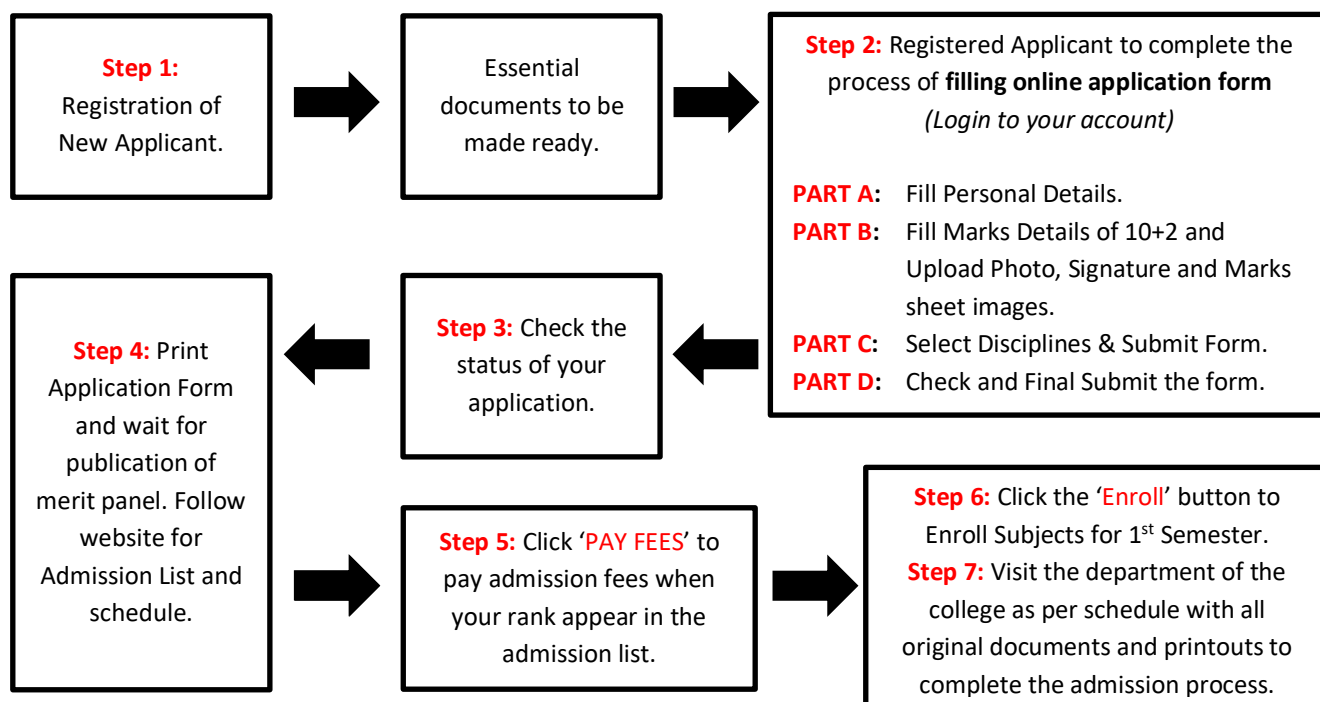 Step 1:
Registration of
New Applicant.
Essential
documents to be
made ready.
Step 2: Registered Applicant to complete the
process of filling online application form
(Login to your account)
PART A: Fill Personal Details.
PART B: Fill Marks Details of 10+2 and
Upload Photo, Signature and Marks
sheet images.
PART C: Select Disciplines & Submit Form.
PART D: Check and Final Submit the form.
Step 3: Check the
status of your
application.
Step 4: Print
Application Form
and wait for
publication of
merit panel. Follow
website for
Admission List and
schedule.
Step 5: Click ‘PAY FEES’ to
pay admission fees when
your rank appear in the
admission list.
Step 6: Click the ‘Enroll’ button to
Enroll Subjects for 1st Semester.
Step 7: Visit the department of the
college as per schedule with all
original documents and printouts to
complete the admission process.